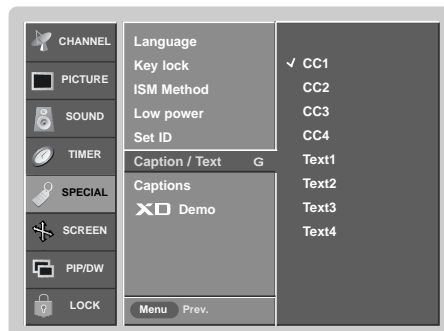 CHANNEL
PICTURE
SOUND
TIMER
SPECIAL
SCREEN
PIP/DW
LOCK
Language
Key lock
ISM Method
Low power
Set ID
Caption / Text G
Captions
XD Demo
Menu Prev.
✓ CC1
CC2
CC3
CC4
Text1
Text2
Text3
Text4